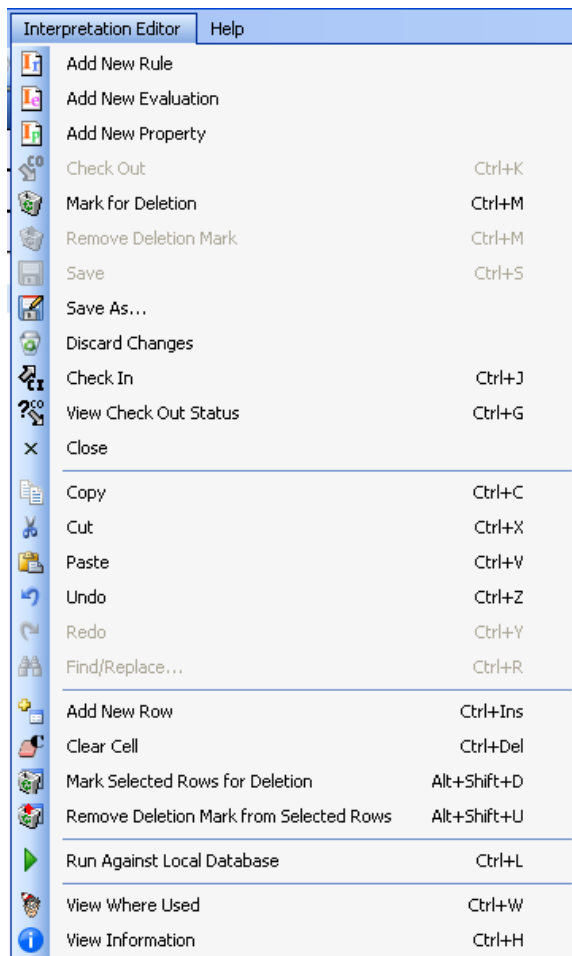 Interpretation Editor Help
Add New Rule
Add New Evaluation
Add New Property
Check Out Ctrl+K
Mark for Deletion Ctrl+M
Remove Deletion Mark Ctrl+M
Save Ctrl+S
Save As...
Discard Changes
Check In Ctrl+J
View Check Out Status Ctrl+G
Close
Copy Ctrl+C
Cut Ctrl+X
Paste Ctrl+V
Undo Ctrl+Z
Redo Ctrl+Y
Find/Replace... Ctrl+R
Add New Row Ctrl+Ins
Clear Cell Ctrl+Del
Mark Selected Rows for Deletion Alt+Shift+D
Remove Deletion Mark from Selected Rows Alt+Shift+U
Run Against Local Database Ctrl+L
View Where Used Ctrl+W
View Information Ctrl+H